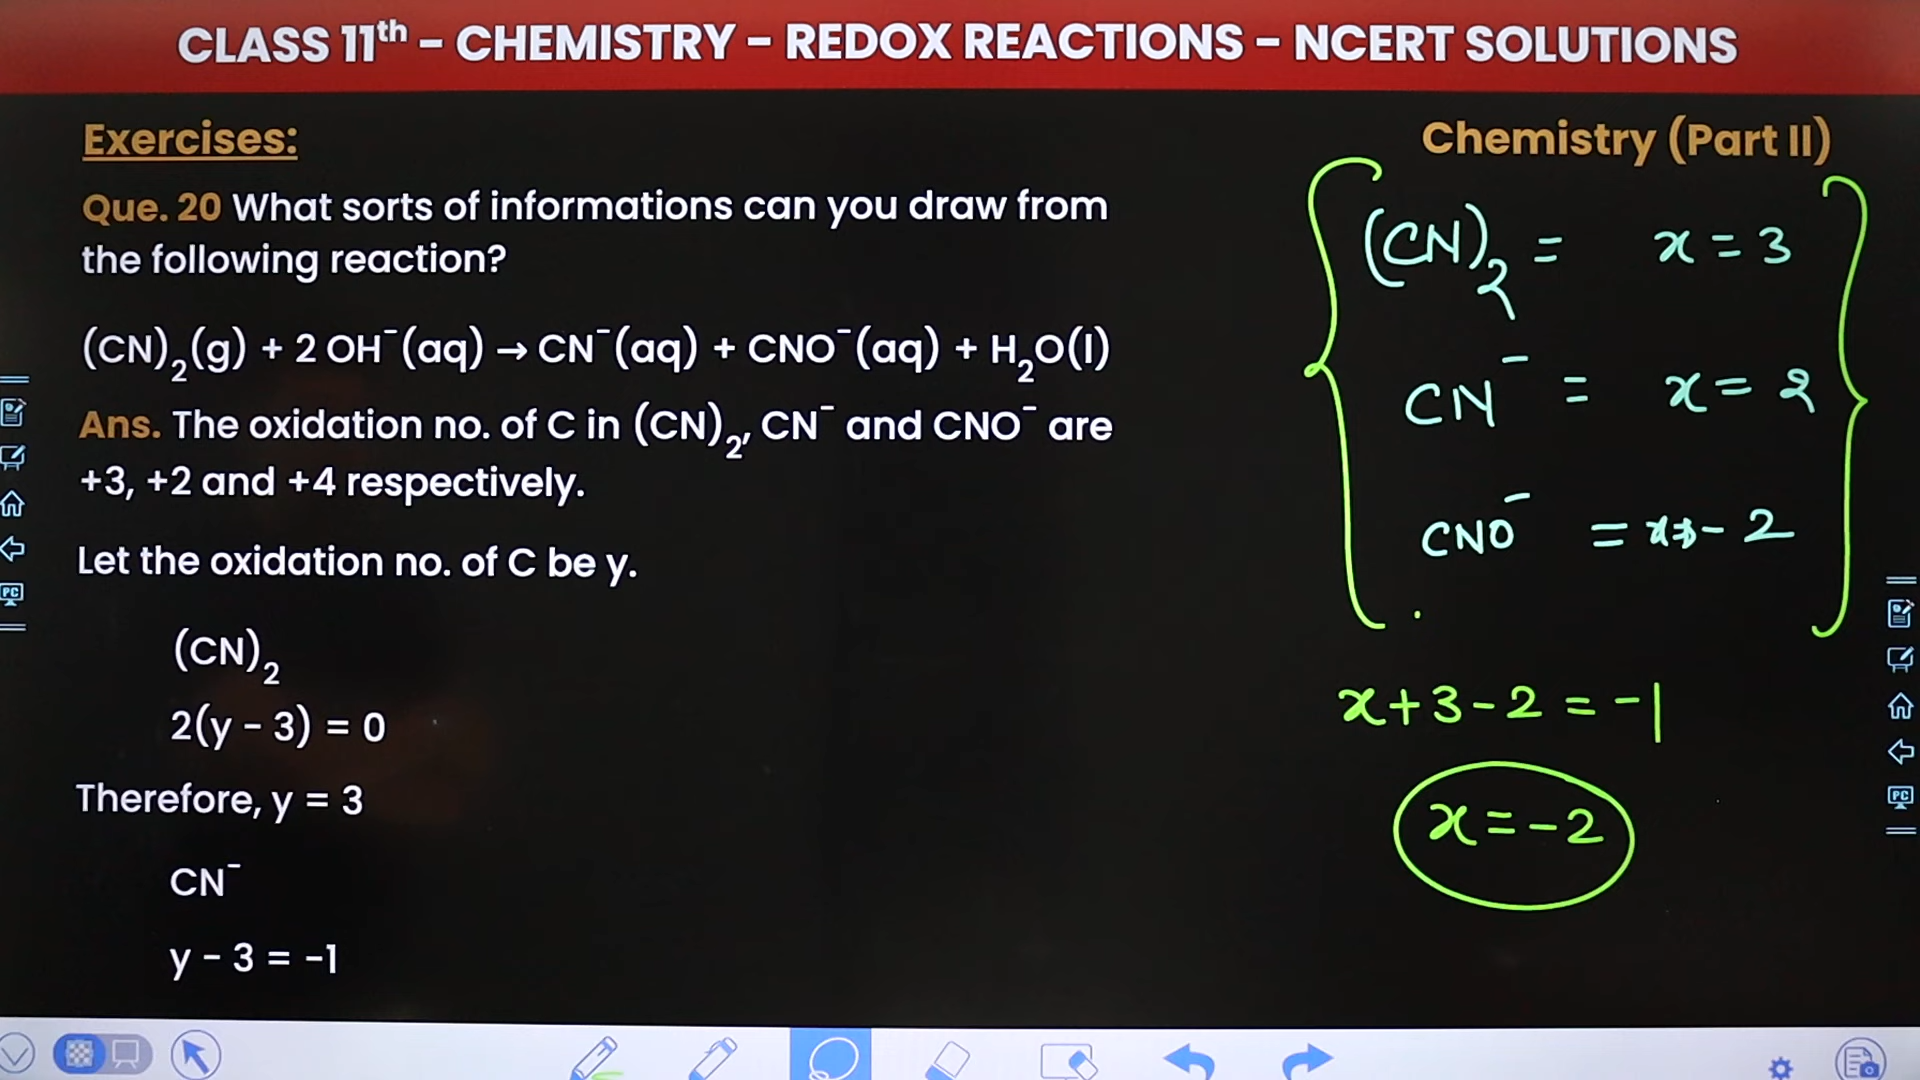 CLASS 11th - CHEMISTRY - REDOX REACTIONS - NCERT SOLUTIONS
Exercises:
Que. 20 What sorts of informations can you draw from
the following reaction?
(CN)₂(g) + 2 OH⁻(aq) → CN⁻(aq) + CNO⁻(aq) + H₂O(l)
Ans. The oxidation no. of C in (CN)₂, CN⁻ and CNO⁻ are
+3, +2 and +4 respectively.
Let the oxidation no. of C be y.
(CN)₂
2(y - 3) = 0
Therefore, y = 3
CN⁻
y - 3 = -1
Chemistry (Part II)
(CN)₂ = x = 3
CN⁻ = x = 2
CNO⁻ = - 2
x+3-2 = -1
x = -2
PC
PC